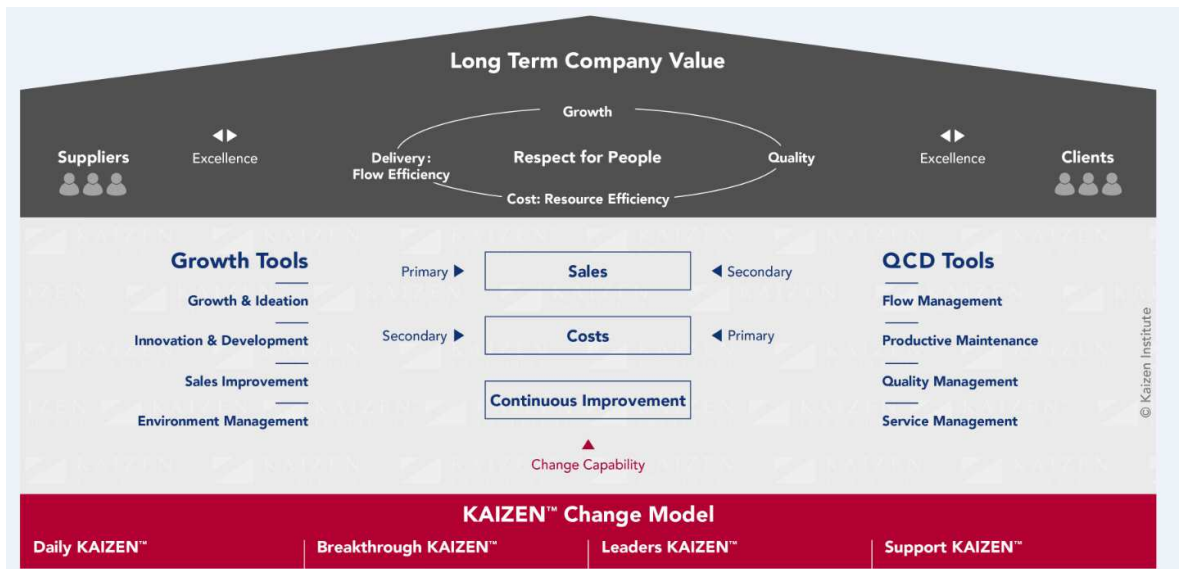 Long Term Company Value
Growth
Suppliers
Excellence
Delivery:
Flow Efficiency
Respect for People
Quality
Excellence
Clients
Cost: Resource Efficiency
Growth Tools
Growth & Ideation
Innovation & Development
Sales Improvement
Environment Management
Primary
Sales
Secondary
Secondary
Costs
Primary
Continuous Improvement
Change Capability
QCD Tools
Flow Management
Productive Maintenance
Quality Management
Service Management
© Kaizen Institute
KAIZEN™ Change Model
Daily KAIZEN™
Breakthrough KAIZEN™
Leaders KAIZEN™
Support KAIZEN™